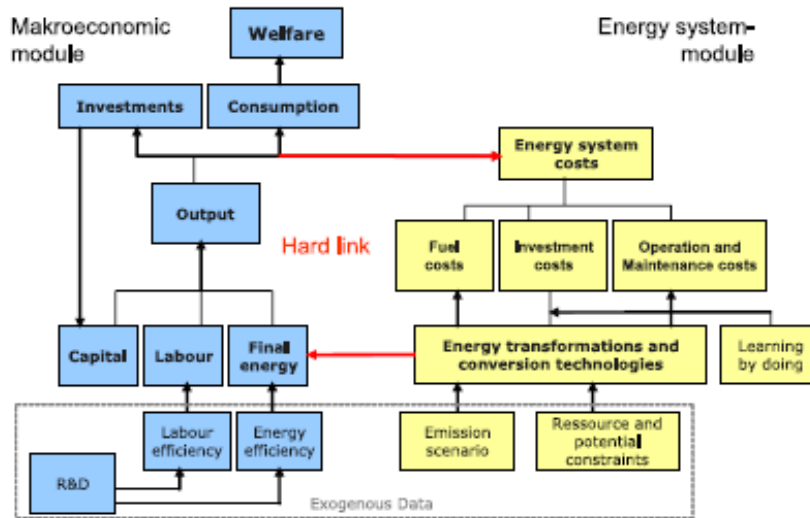 Makroeconomic
module
Energy system-
module
Welfare
Investments
Consumption
Energy system
costs
Output
Hard link
Fuel
costs
Investment
costs
Operation and
Maintenance costs
Capital
Labour
Final
energy
Energy transformations and
conversion technologies
Learning
by doing
Labour
efficiency
Energy
efficiency
Emission
scenario
Ressource and
potential
constraints
R&D
Exogenous Data